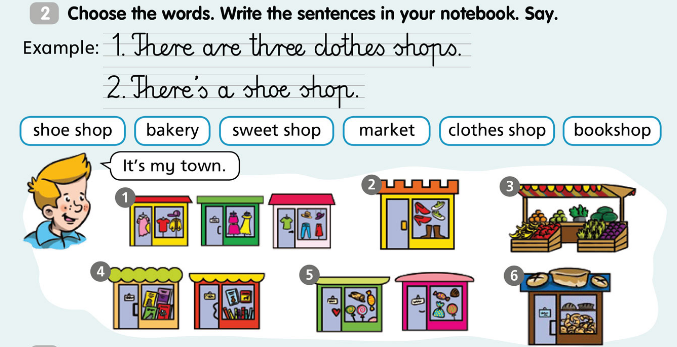 2 Choose the words. Write the sentences in your notebook. Say.
Example: 1. There are three clothes shops.
2. There's a shoe shop.
shoe shop bakery sweet shop market clothes shop bookshop
It's my town.
1
2
3
4
5
6